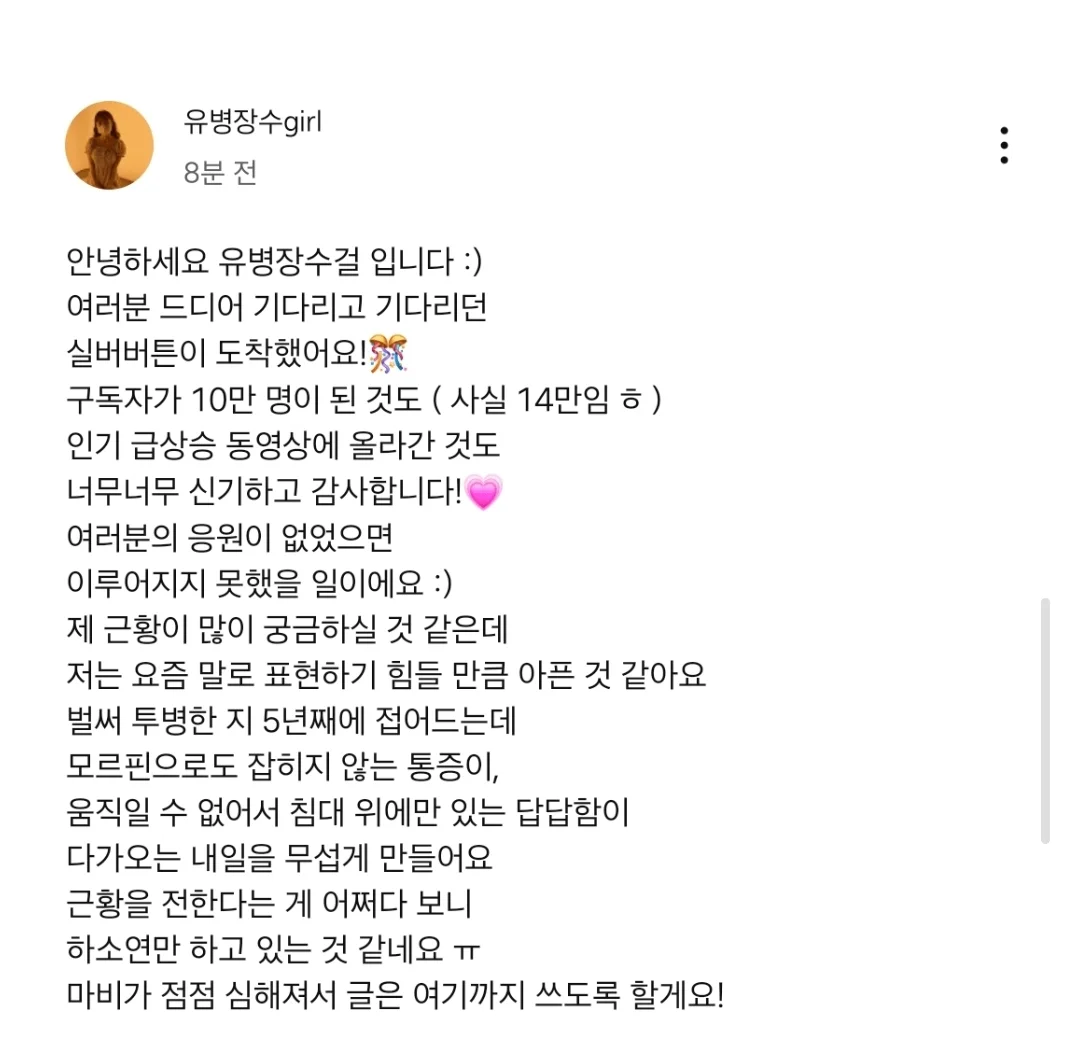 유병장수girl
8분 전
안녕하세요 유병장수걸 입니다 :)
여러분 드디어 기다리고 기다리던
실버버튼이 도착했어요!🎊
구독자가 10만 명이 된 것도 ( 사실 14만임 ㅎ )
인기 급상승 동영상에 올라간 것도
너무너무 신기하고 감사합니다!💗
여러분의 응원이 없었으면
이루어지지 못했을 일이에요 :)
제 근황이 많이 궁금하실 것 같은데
저는 요즘 말로 표현하기 힘들 만큼 아픈 것 같아요
벌써 투병한 지 5년째에 접어드는데
모르핀으로도 잡히지 않는 통증이,
움직일 수 없어서 침대 위에만 있는 답답함이
다가오는 내일을 무섭게 만들어요
근황을 전한다는 게 어쩌다 보니
하소연만 하고 있는 것 같네요 ㅠ
마비가 점점 심해져서 글은 여기까지 쓰도록 할게요!